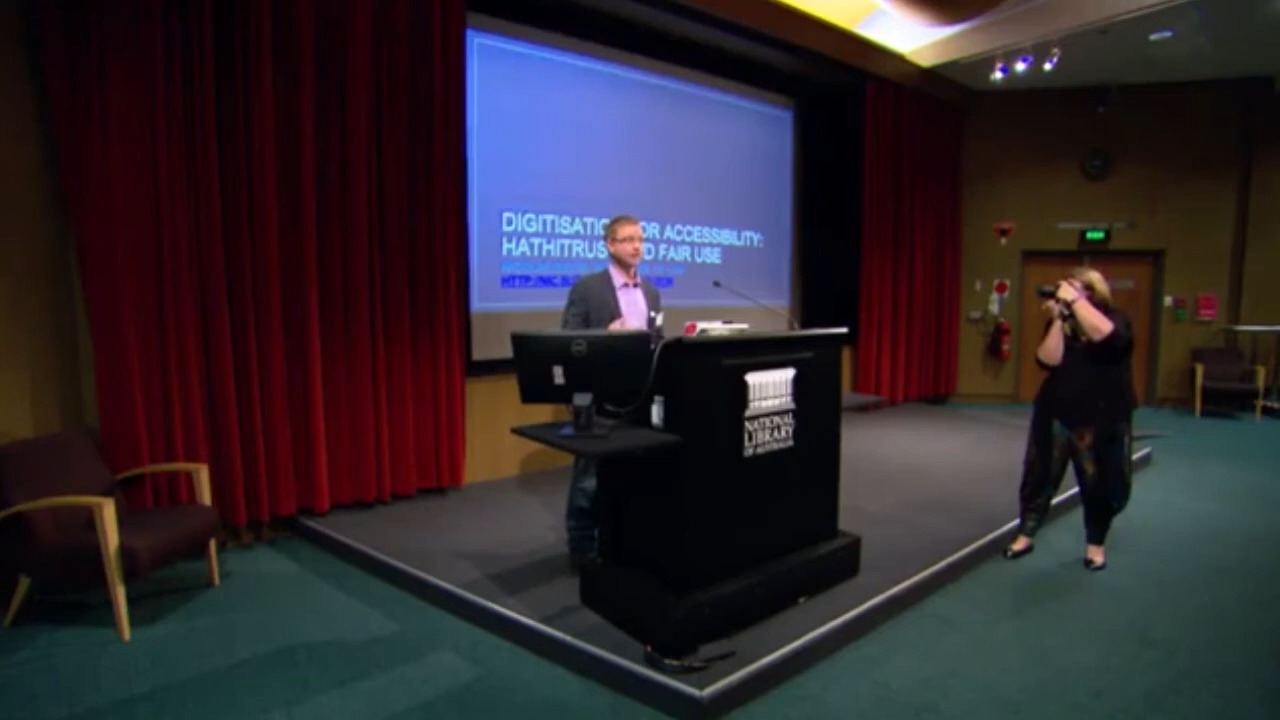 DIGITISATIO OR ACCESSIBILITY:
HATHITRUS D FAIR USE
NATIONAL
LIBRARY
OF AUSTRALIA